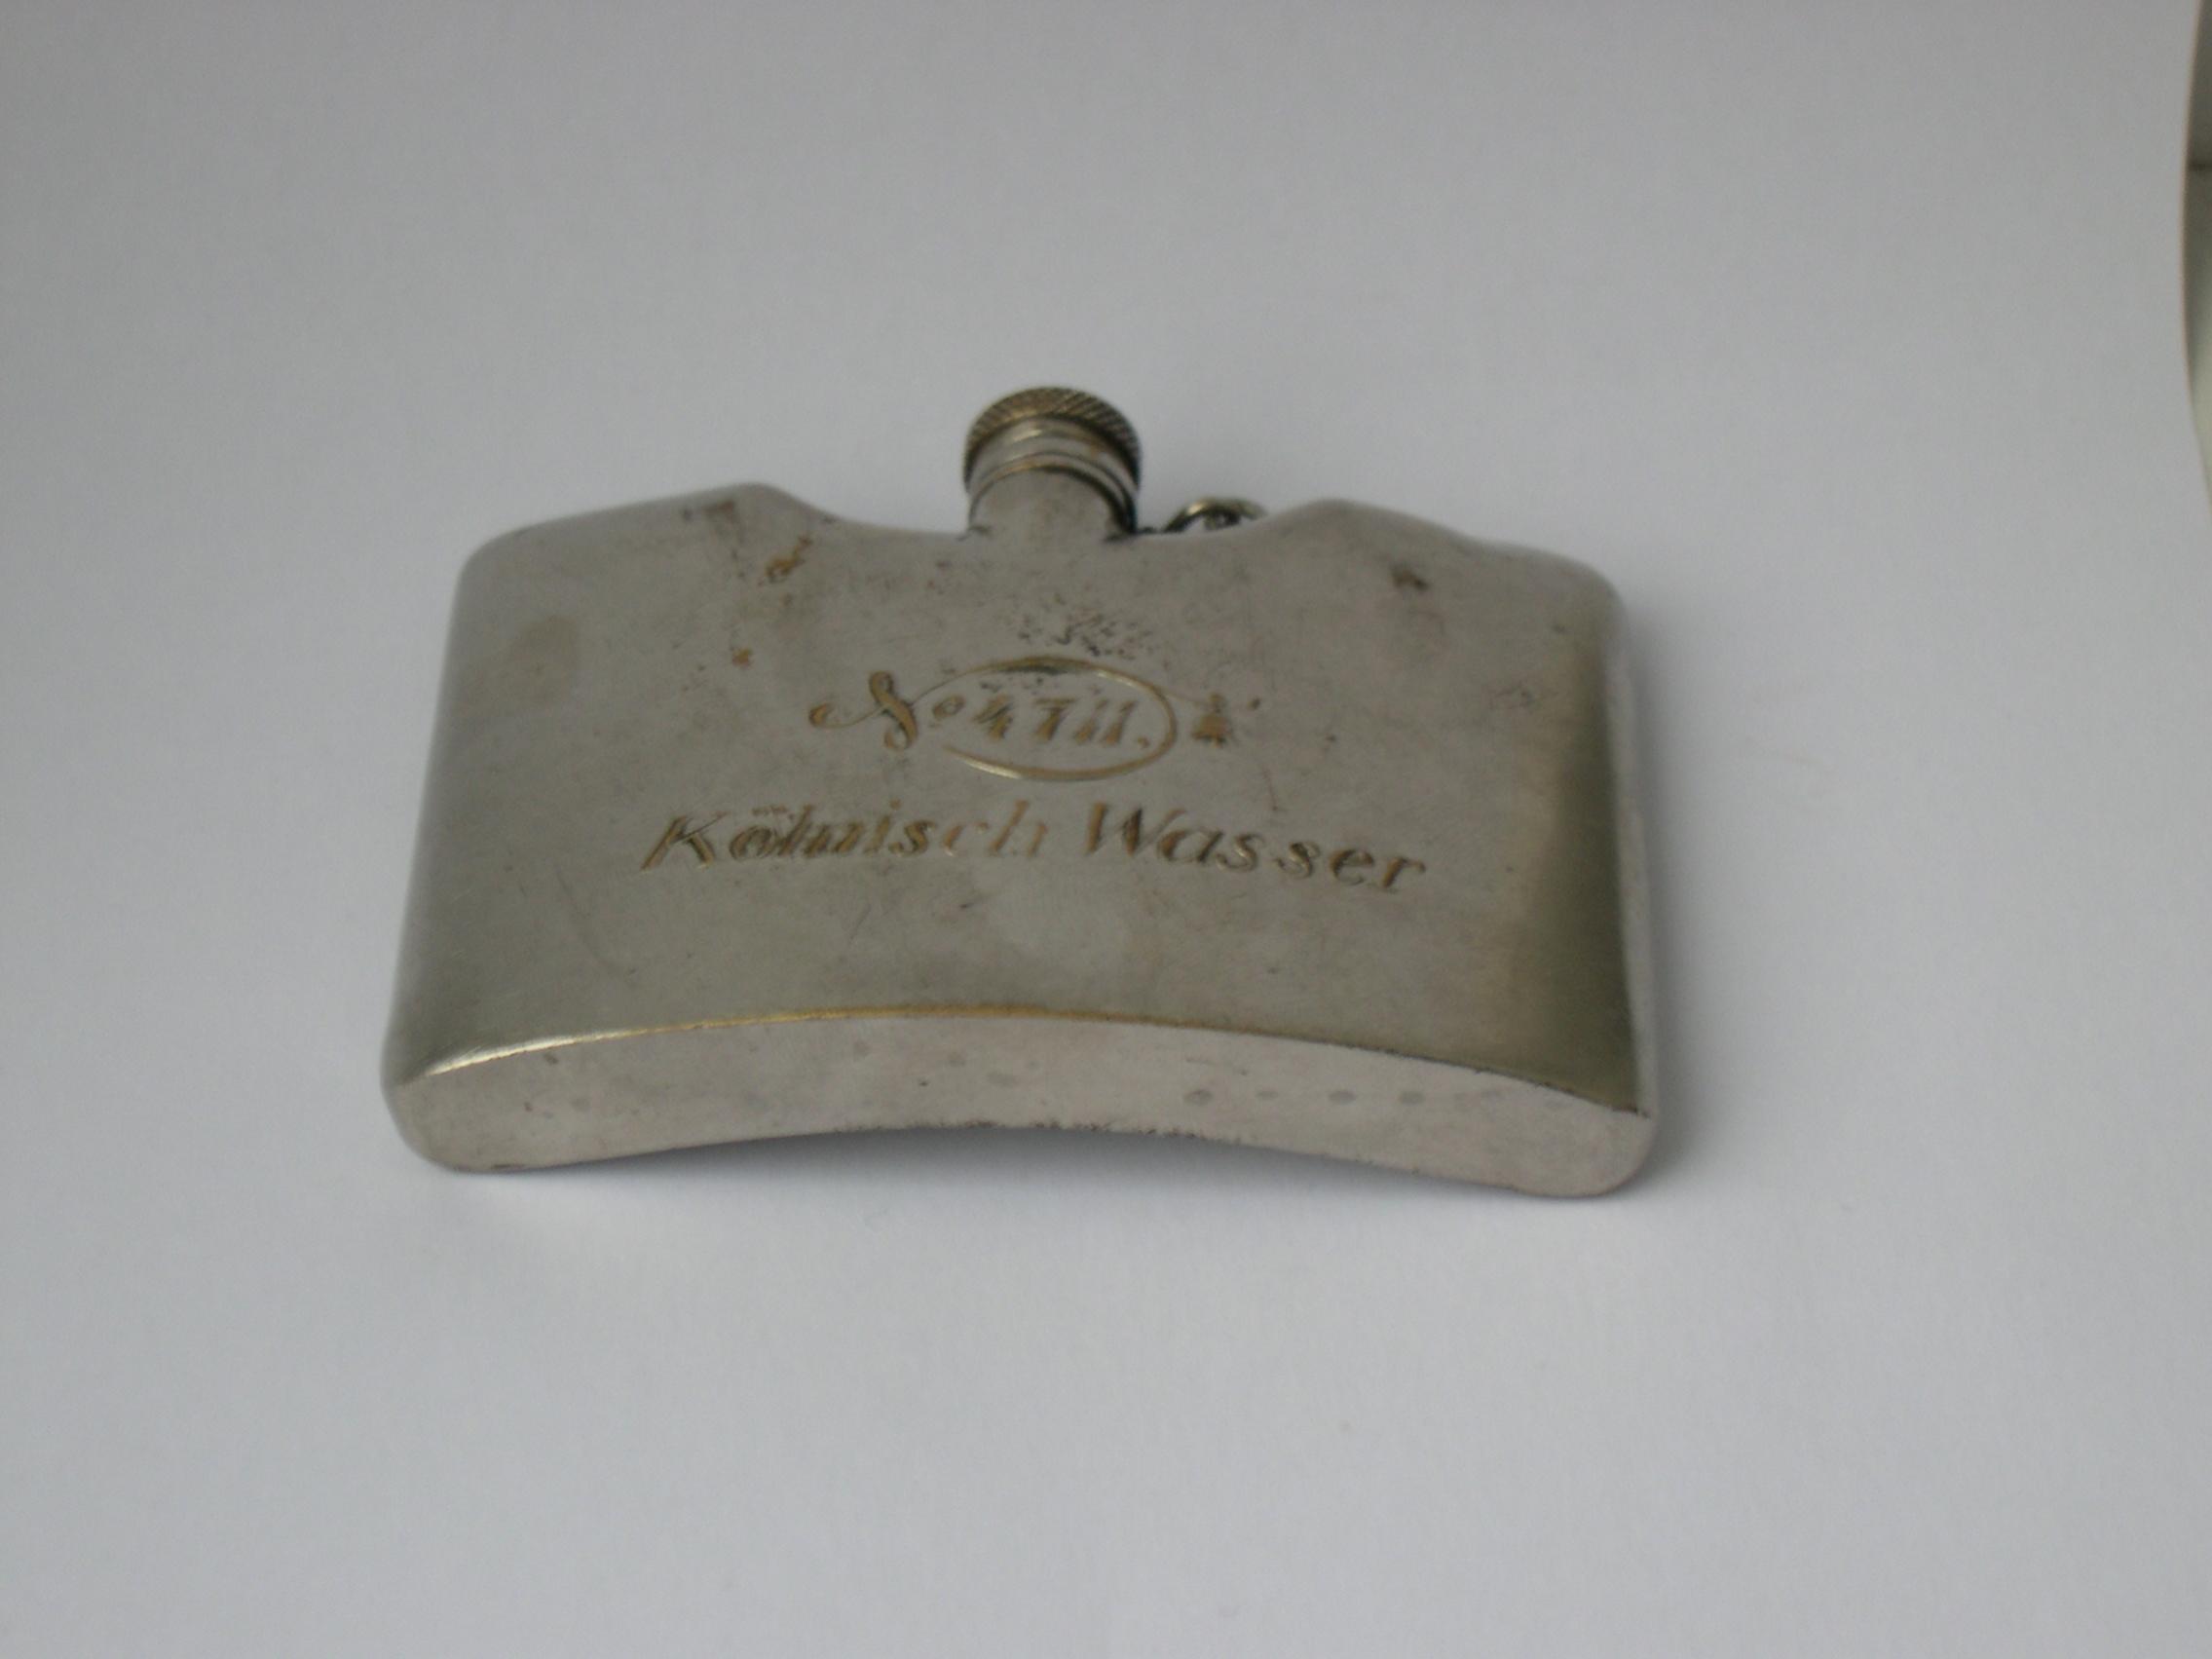 No 4711.
Kölnisch Wasser